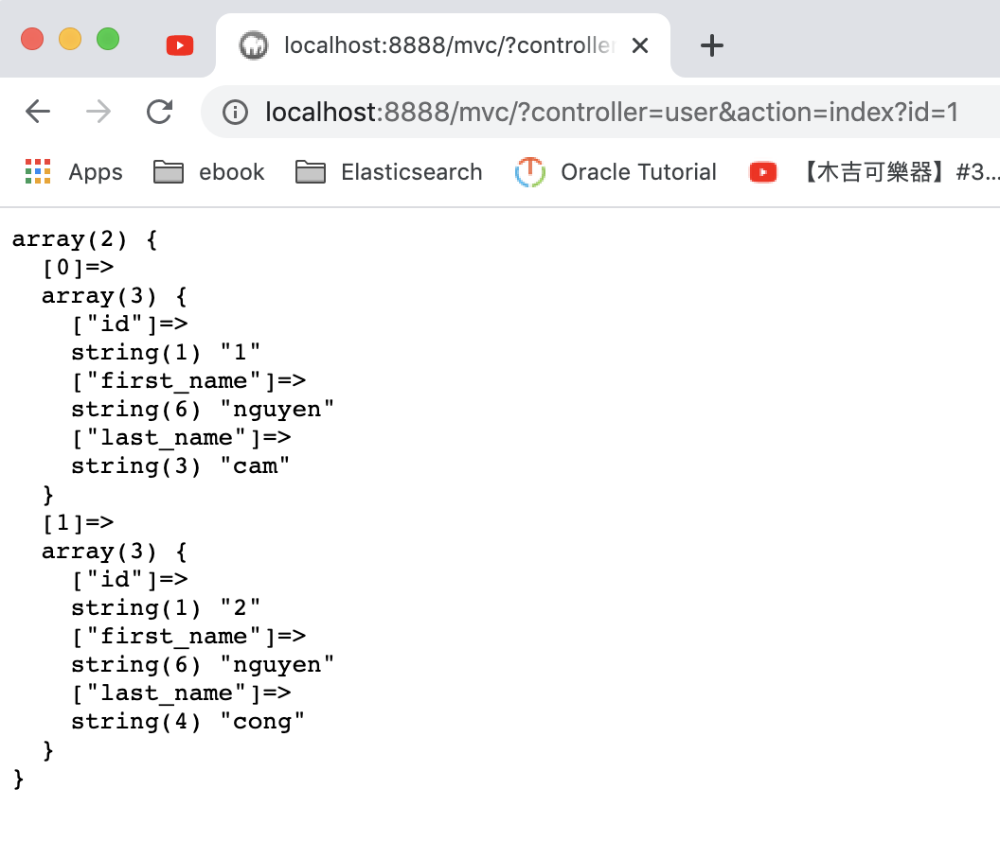 localhost:8888/mvc/?controller
localhost:8888/mvc/?controller=user&action=index?id=1
Apps ebook Elasticsearch Oracle Tutorial 【木吉可樂器】#3...
array(2) {
  [0]=>
  array(3) {
    ["id"]=>
    string(1) "1"
    ["first_name"]=>
    string(6) "nguyen"
    ["last_name"]=>
    string(3) "cam"
  }
  [1]=>
  array(3) {
    ["id"]=>
    string(1) "2"
    ["first_name"]=>
    string(6) "nguyen"
    ["last_name"]=>
    string(4) "cong"
  }
}